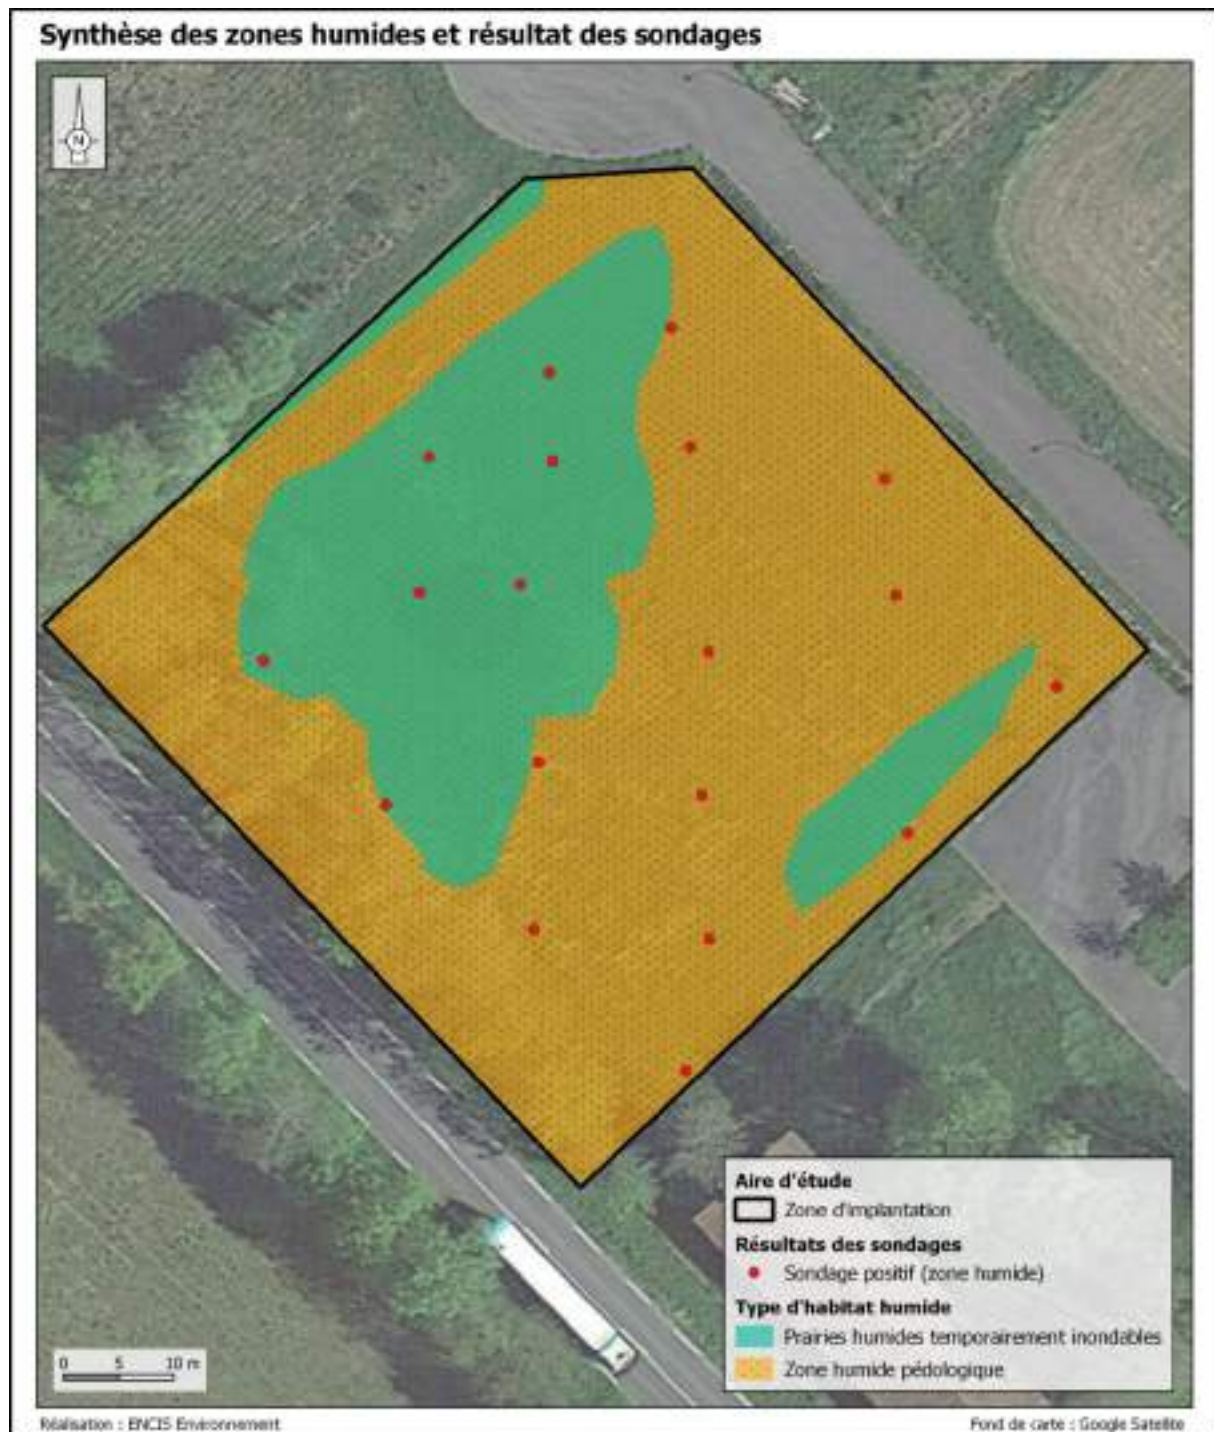 Synthèse des zones humides et résultat des sondages
N
Aire d'étude
Zone d'implantation
Résultats des sondages
Sondage positif (zone humide)
Type d'habitat humide
Prairies humides temporairement inondables
Zone humide pédologique
0 5 10 m
Réalisation : ENCIS Environnement
Fond de carte : Google Satellite